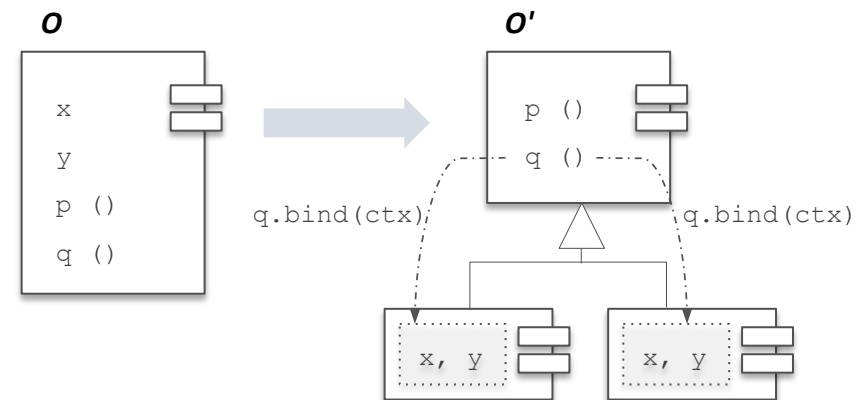 O
x
y
p ()
q ()
O'
p ()
q ()
q.bind(ctx)
q.bind(ctx)
x, y
x, y